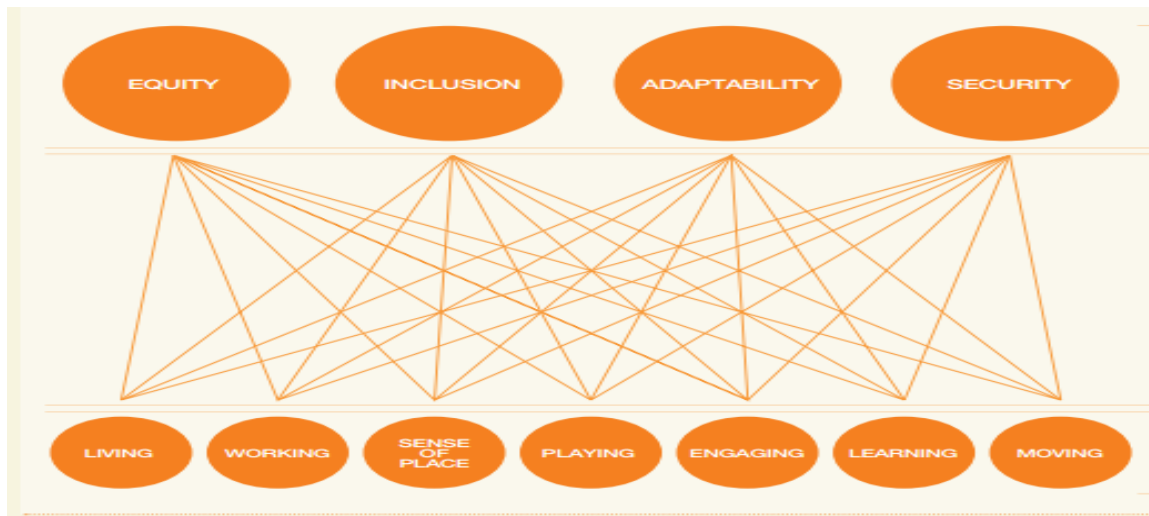 EQUITY
INCLUSION
ADAPTABILITY
SECURITY
LIVING
WORKING
SENSE
OF
PLACE
PLAYING
ENGAGING
LEARNING
MOVING